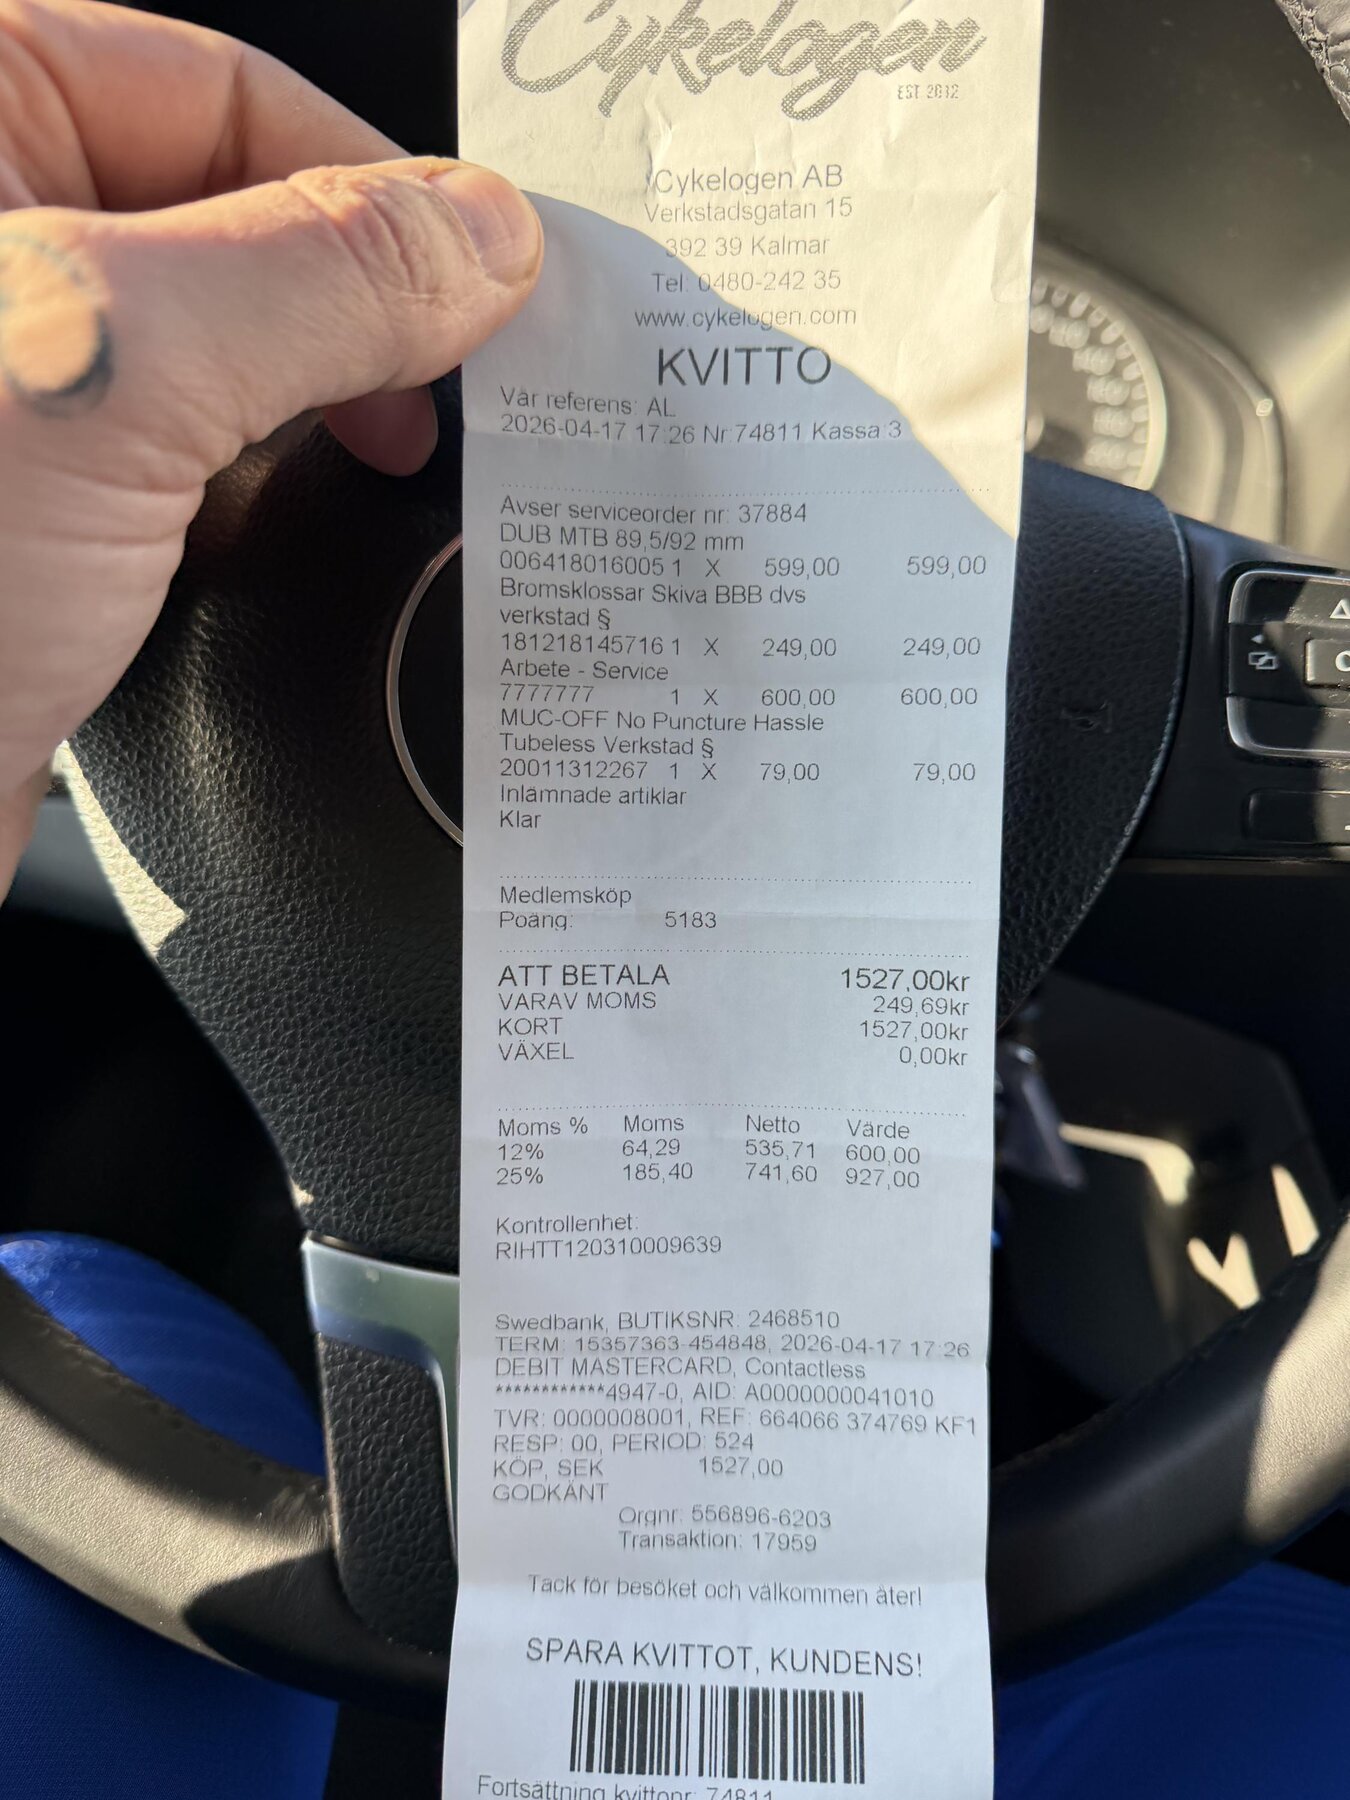 Cykelogen
EST 2012
Cykelogen AB
Verkstadsgatan 15
392 39 Kalmar
Tel: 0480-242 35
www.cykelogen.com
KVITTO
Vår referens: AL
2026-04-17 17:26 Nr:74811 Kassa:3
Avser serviceorder nr: 37884
DUB MTB 89,5/92 mm
006418016005 1 X 599,00 599,00
Bromsklossar Skiva BBB dvs
verkstad §
181218145716 1 X 249,00 249,00
Arbete - Service
7777777 1 X 600,00 600,00
MUC-OFF No Puncture Hassle
Tubeless Verkstad §
20011312267 1 X 79,00 79,00
Inlämnade artiklar
Klar
Medlemsköp
Poäng: 5183
ATT BETALA 1527,00kr
VARAV MOMS 249,69kr
KORT 1527,00kr
VÄXEL 0,00kr
Moms % Moms Netto Värde
12% 64,29 535,71 600,00
25% 185,40 741,60 927,00
Kontrollenhet:
RIHTT120310009639
Swedbank, BUTIKSNR: 2468510
TERM: 15357363-454848, 2026-04-17 17:26
DEBIT MASTERCARD, Contactless
************4947-0, AID: A0000000041010
TVR: 0000008001, REF: 664066 374769 KF1
RESP: 00, PERIOD: 524
KÖP, SEK 1527,00
GODKÄNT
Orgnr: 556896-6203
Transaktion: 17959
Tack för besöket och välkommen åter!
SPARA KVITTOT, KUNDENS!
Fortsättning kvittonr: 74811